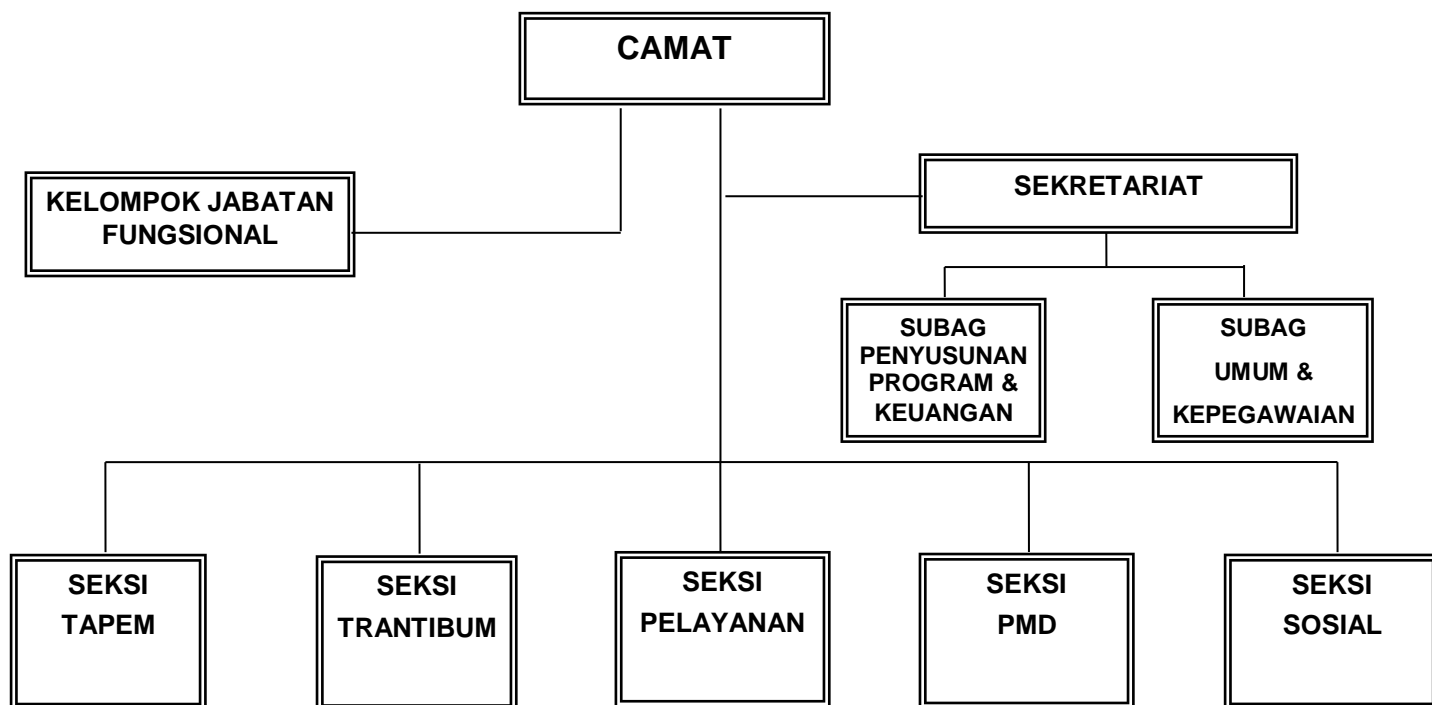 CAMAT
KELOMPOK JABATAN
FUNGSIONAL
SEKRETARIAT
SUBAG
PENYUSUNAN
PROGRAM &
KEUANGAN
SUBAG
UMUM &
KEPEGAWAIAN
SEKSI
TAPEM
SEKSI
TRANTIBUM
SEKSI
PELAYANAN
SEKSI
PMD
SEKSI
SOSIAL